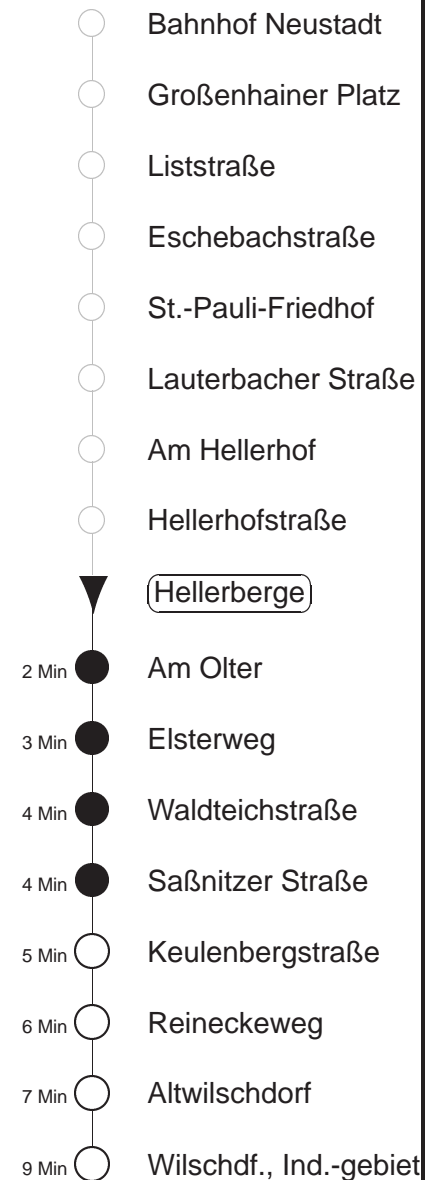 Bahnhof Neustadt
Großenhainer Platz
Liststraße
Eschebachstraße
St.-Pauli-Friedhof
Lauterbacher Straße
Am Hellerhof
Hellerhofstraße
Hellerberge
2 Min Am Olter
3 Min Elsterweg
4 Min Waldteichstraße
4 Min Saßnitzer Straße
5 Min Keulenbergstraße
6 Min Reineckeweg
7 Min Altwilschdorf
9 Min Wilschdf., Ind.-gebiet